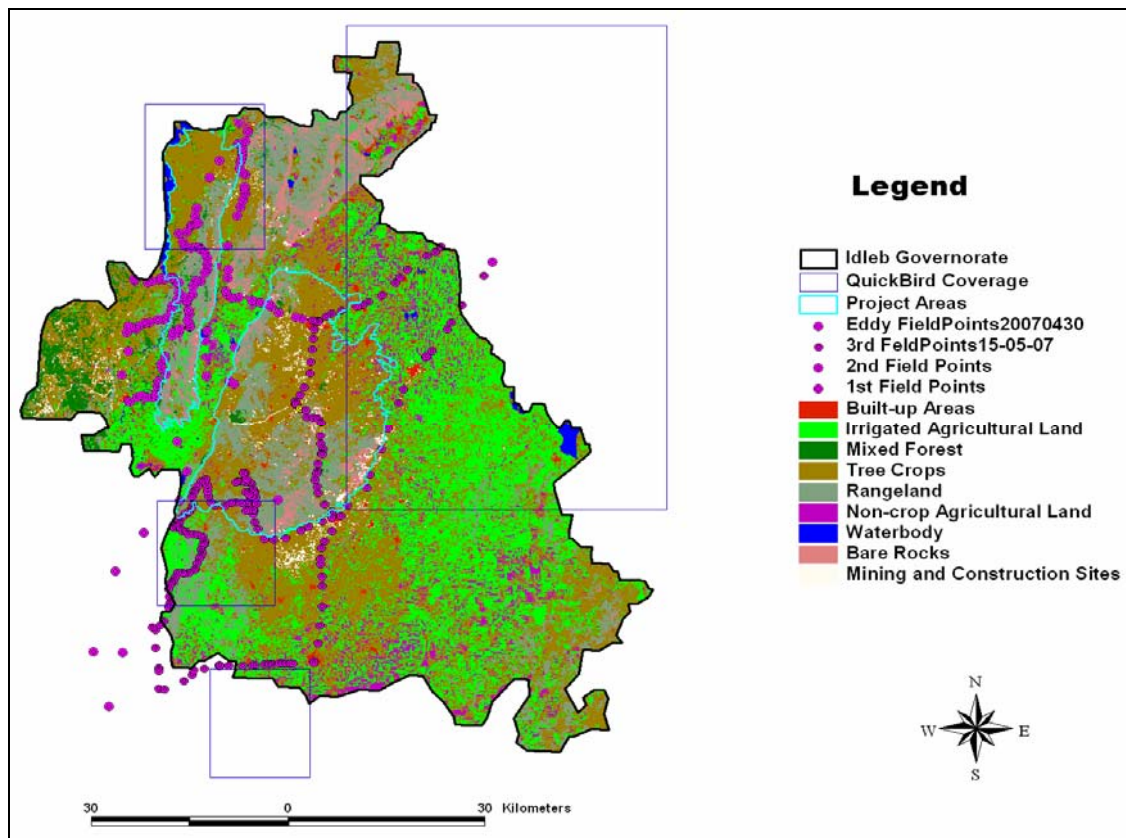 Legend
Idleb Governorate
QuickBird Coverage
Project Areas
Eddy FieldPoints20070430
3rd FeldPoints15-05-07
2nd Field Points
1st Field Points
Built-up Areas
Irrigated Agricultural Land
Mixed Forest
Tree Crops
Rangeland
Non-crop Agricultural Land
Waterbody
Bare Rocks
Mining and Construction Sites
N
W E
S
30 0 30 Kilometers